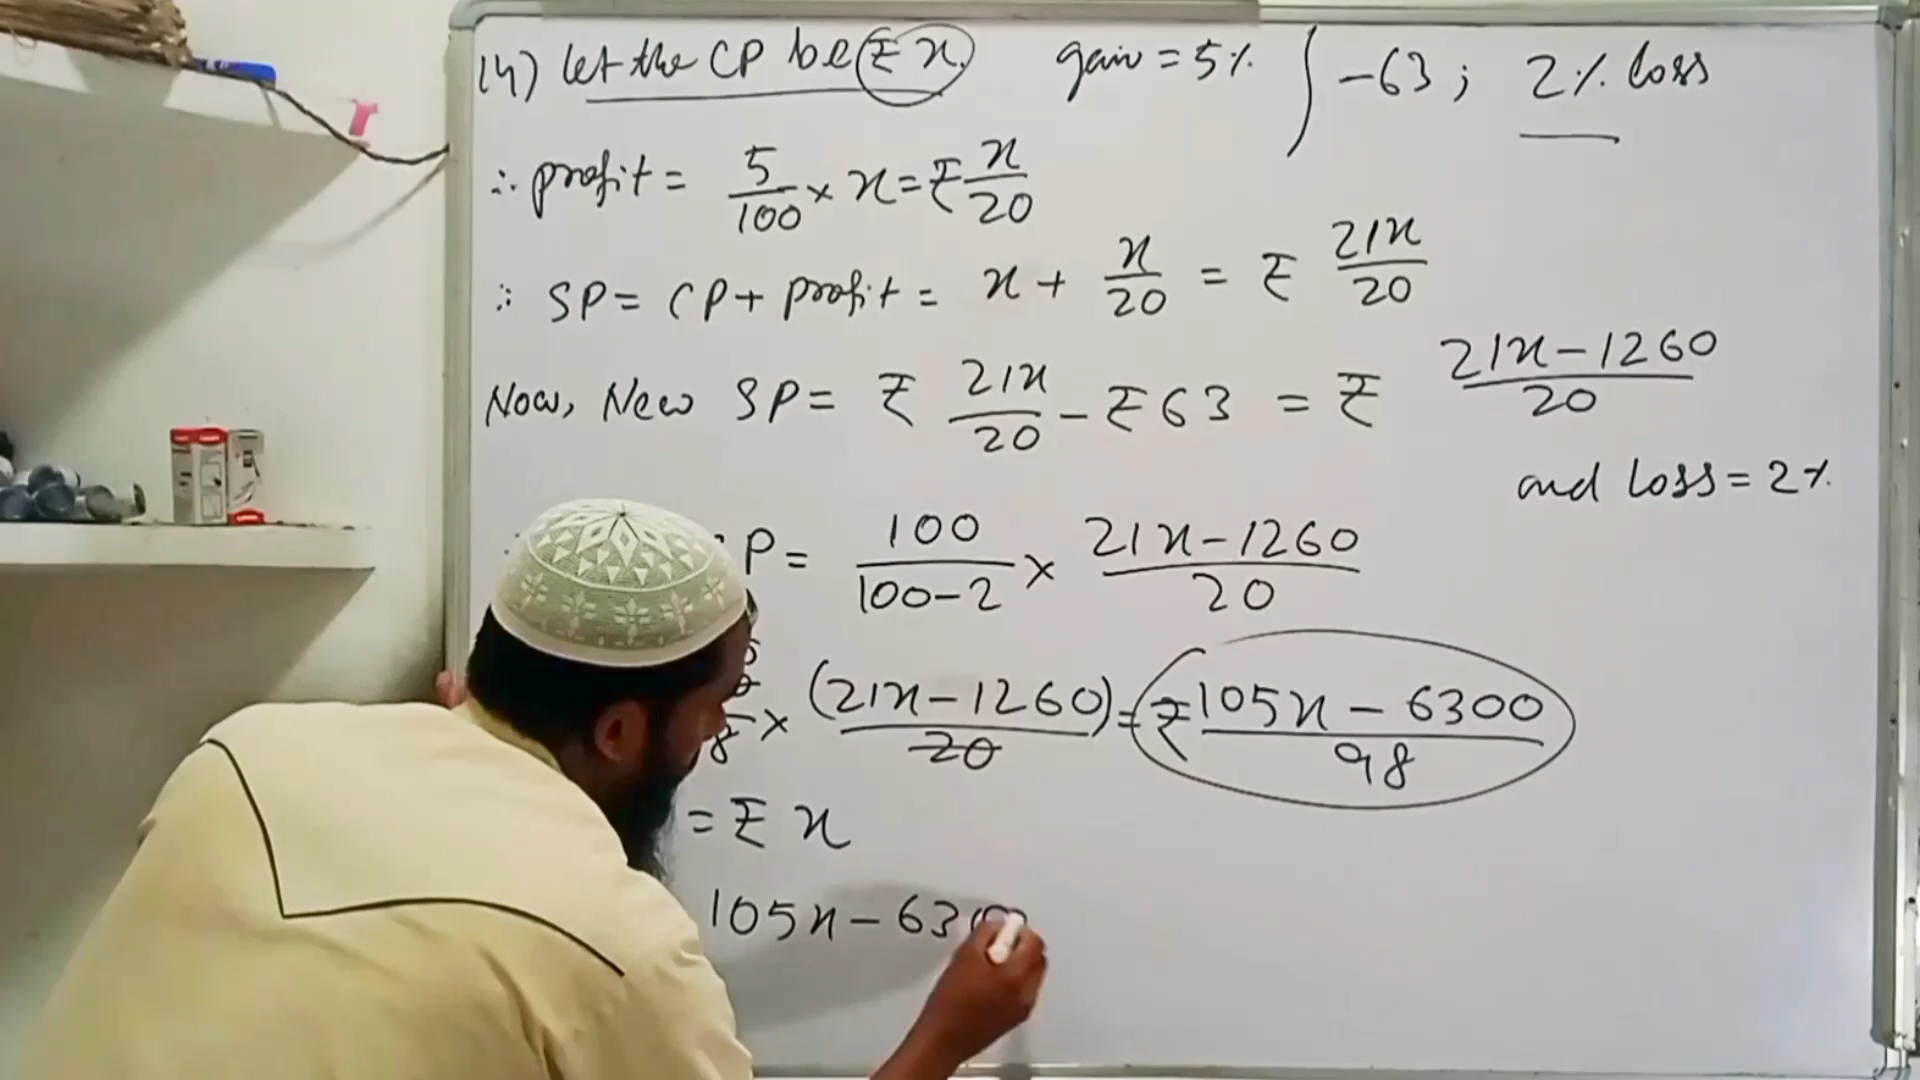 14) let the CP be ₹ x. gain = 5% -63; 2% loss
∴ profit = 5/100 × x = ₹ x/20
∴ SP = CP + profit = x + x/20 = ₹ 21x/20
Now, New SP = ₹ 21x/20 - ₹ 63 = ₹ 21x-1260/20
and loss = 2%
P = 100/100-2 × 21x-1260/20
× (21x-1260)/20 = ₹ 105x-6300/98
= ₹ x
105x - 630